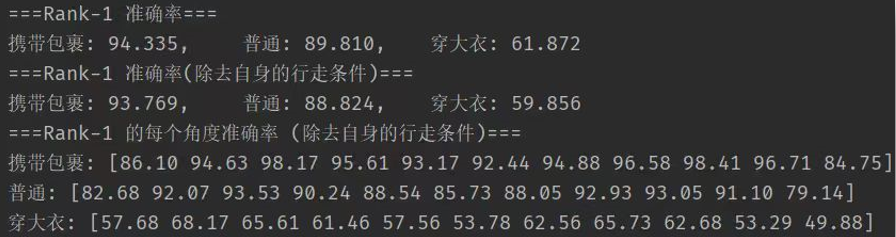 ===Rank-1 准确率===
携带包裹: 94.335,    普通: 89.810,    穿大衣: 61.872
===Rank-1 准确率(除去自身的行走条件)===
携带包裹: 93.769,    普通: 88.824,    穿大衣: 59.856
===Rank-1 的每个角度准确率 (除去自身的行走条件)===
携带包裹: [86.10 94.63 98.17 95.61 93.17 92.44 94.88 96.58 98.41 96.71 84.75]
普通: [82.68 92.07 93.53 90.24 88.54 85.73 88.05 92.93 93.05 91.10 79.14]
穿大衣: [57.68 68.17 65.61 61.46 57.56 53.78 62.56 65.73 62.68 53.29 49.88]